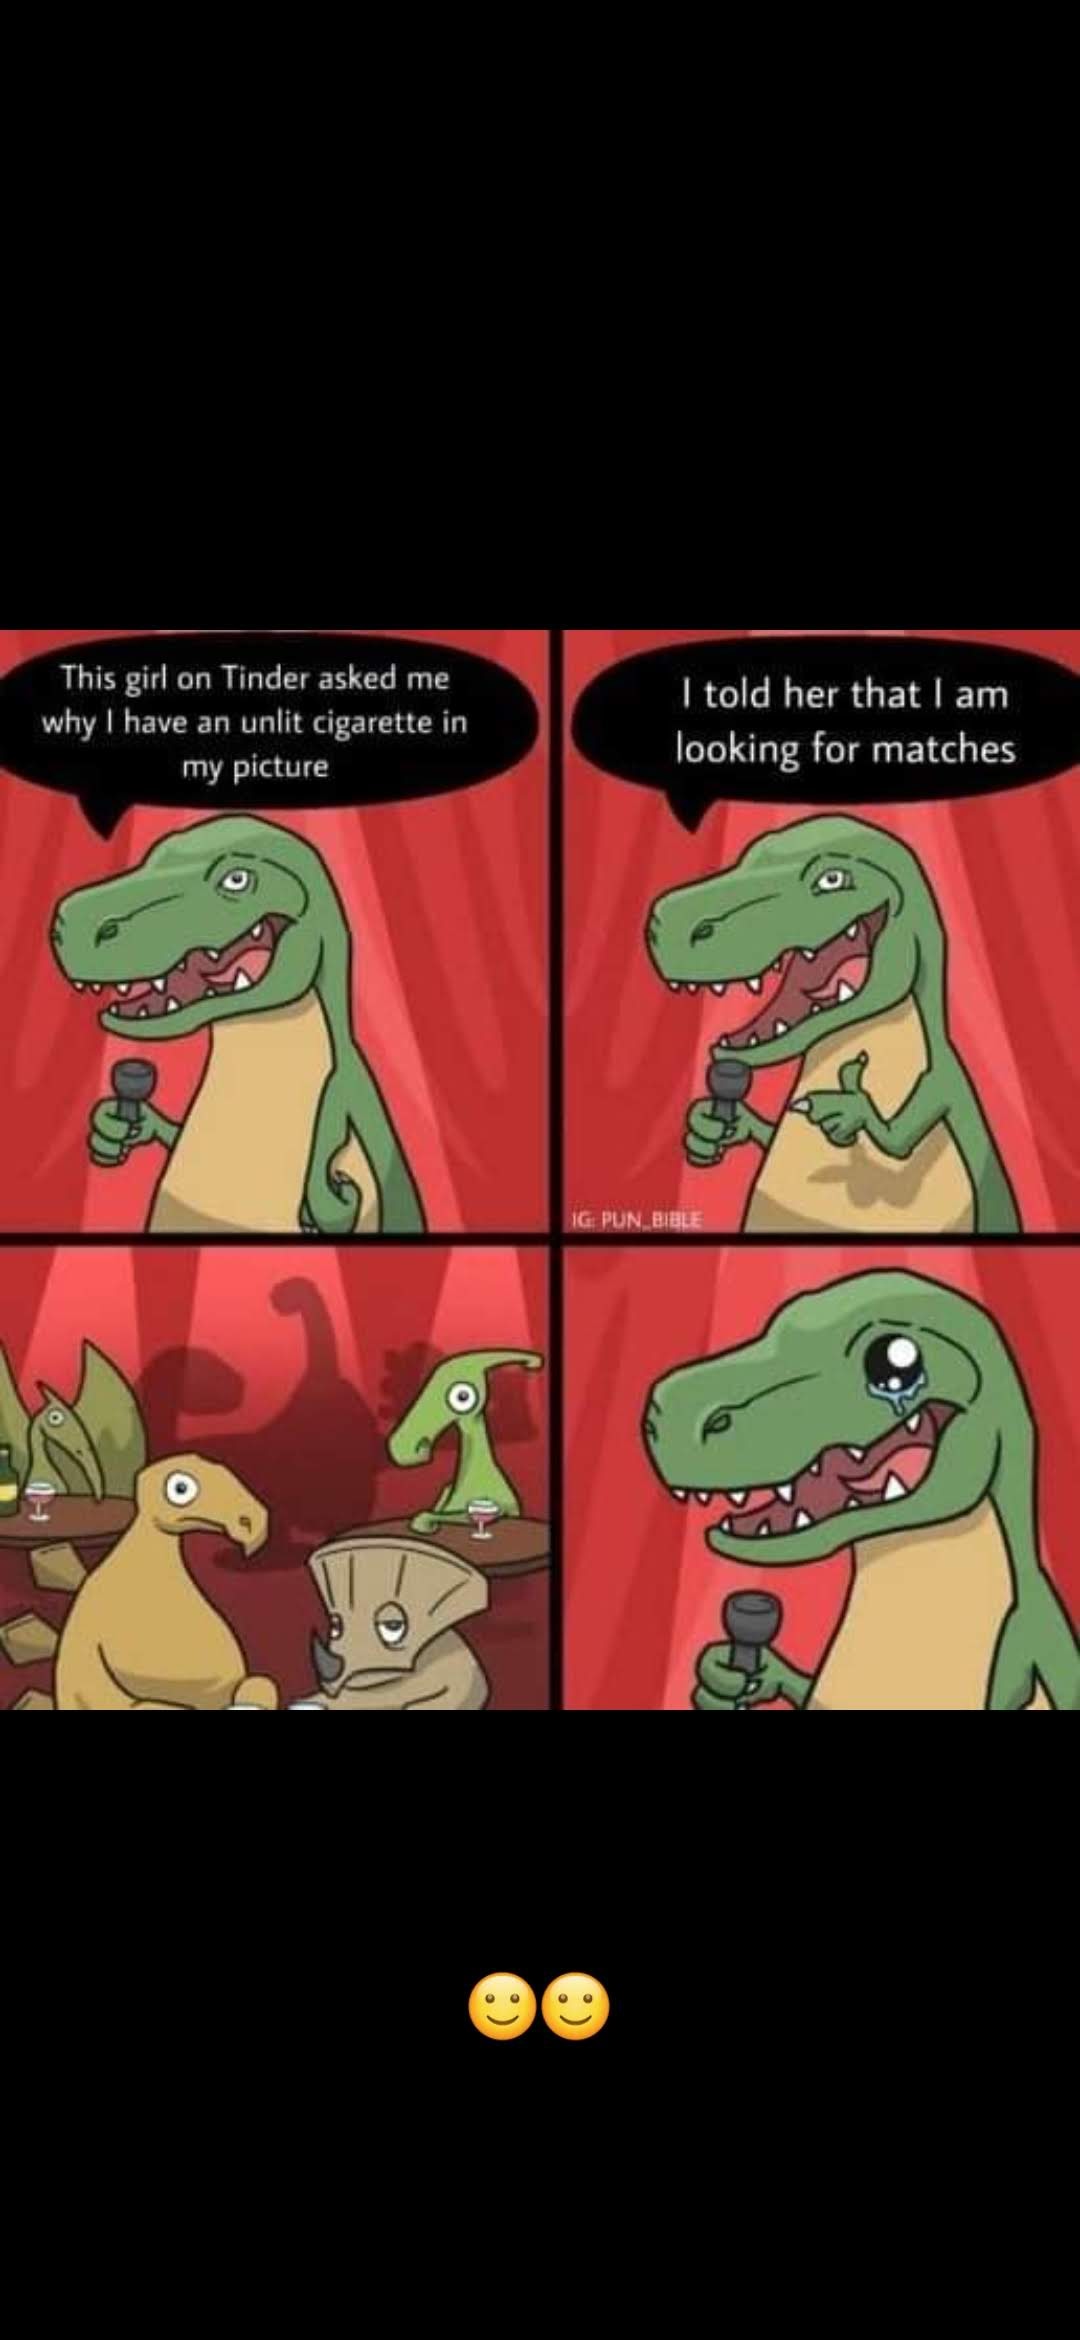 This girl on Tinder asked me
why I have an unlit cigarette in
my picture
I told her that I am
looking for matches
IG: PUN_BIBLE
🙂🙂